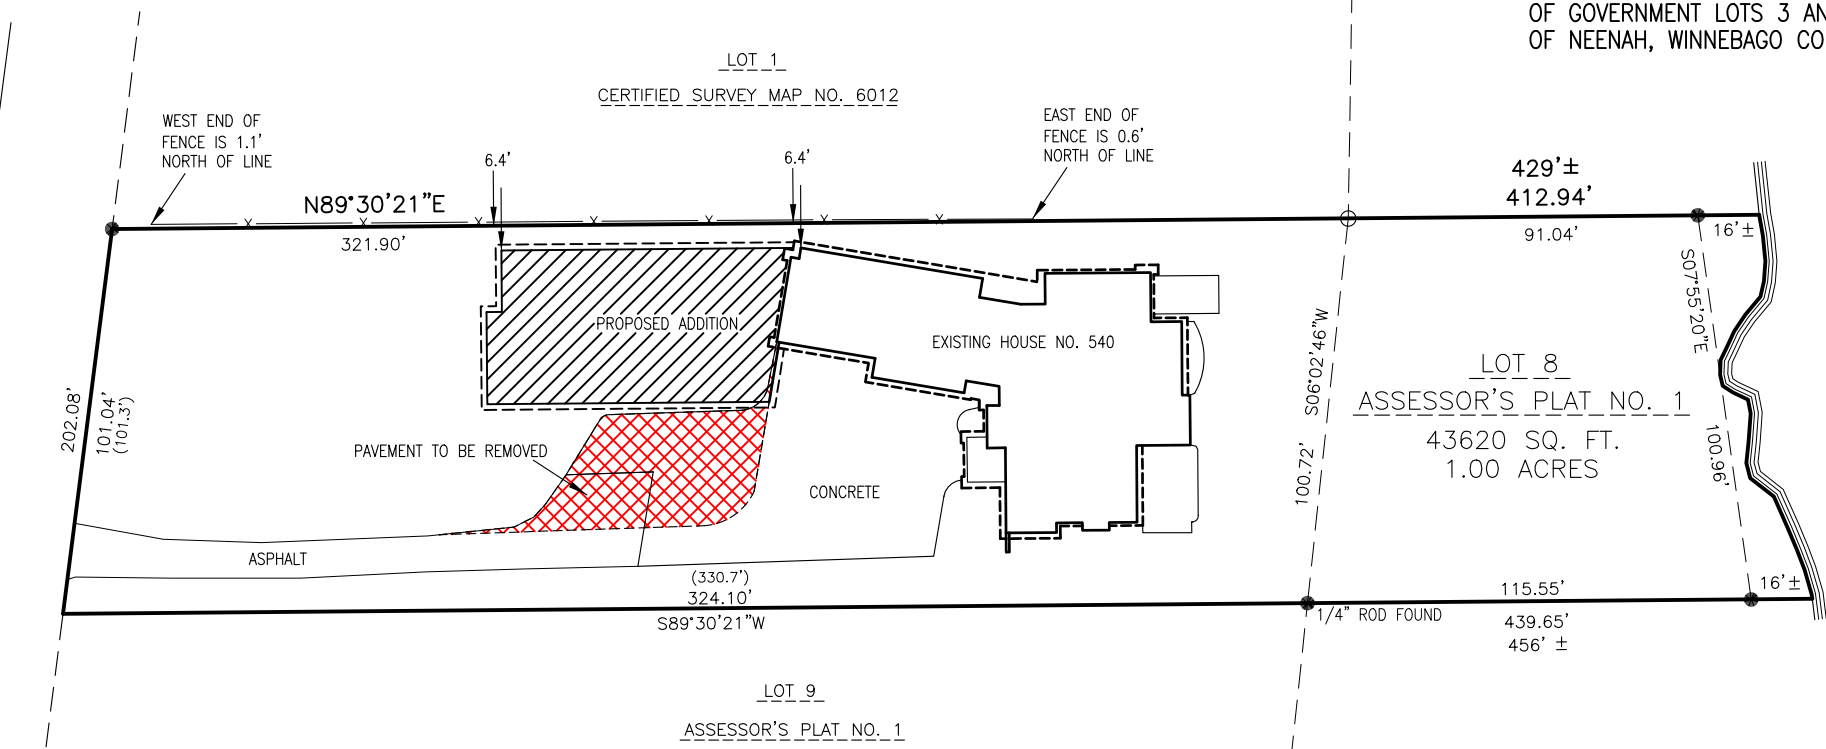 OF GOVERNMENT LOTS 3 AN
OF NEENAH, WINNEBAGO CO
LOT 1
CERTIFIED SURVEY MAP NO. 6012
WEST END OF
FENCE IS 1.1'
NORTH OF LINE
6.4'
6.4'
EAST END OF
FENCE IS 0.6'
NORTH OF LINE
429'±
412.94'
N89°30'21"E
321.90'
91.04'
16'±
S07°55'20"E
PROPOSED ADDITION
EXISTING HOUSE NO. 540
S06°02'46"W
100.72'
LOT 8
ASSESSOR'S PLAT NO. 1
43620 SQ. FT.
1.00 ACRES
100.96'
202.08'
101.04'
(101.3')
PAVEMENT TO BE REMOVED
CONCRETE
ASPHALT
(330.7')
324.10'
S89°30'21"W
1/4" ROD FOUND
115.55'
16'±
439.65'
456' ±
LOT 9
ASSESSOR'S PLAT NO. 1